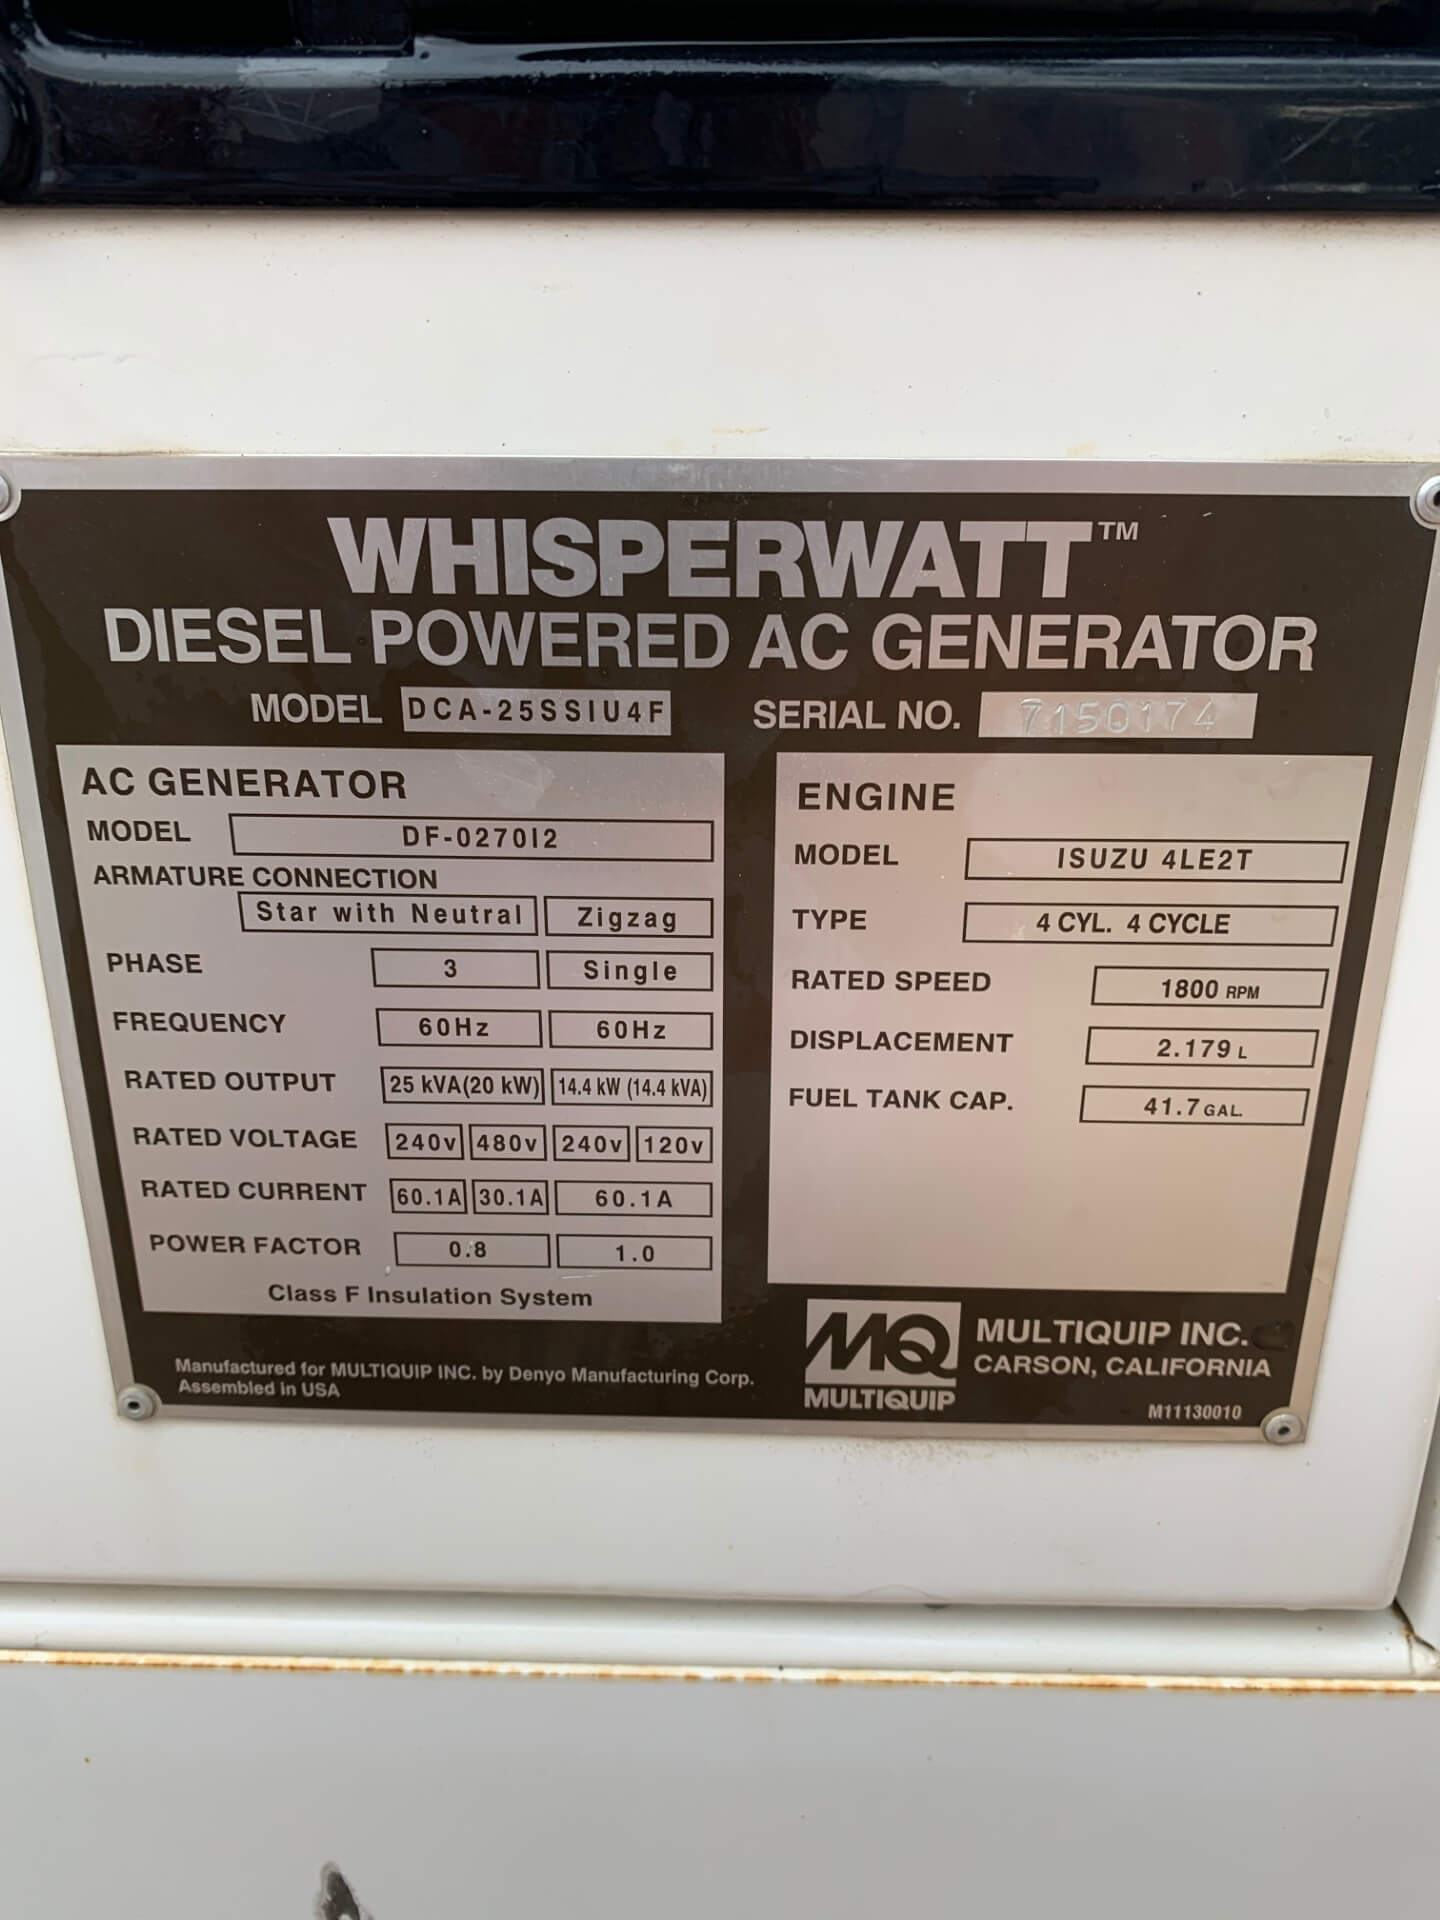 WHISPERWATT™
DIESEL POWERED AC GENERATOR
MODEL DCA-25SSIU4F SERIAL NO. 7150174
AC GENERATOR
MODEL DF-0270I2
ARMATURE CONNECTION
Star with Neutral Zigzag
PHASE 3 Single
FREQUENCY 60Hz 60Hz
RATED OUTPUT 25 kVA(20 kW) 14.4 kW (14.4 kVA)
RATED VOLTAGE 240v 480v 240v 120v
RATED CURRENT 60.1A 30.1A 60.1A
POWER FACTOR 0.8 1.0
Class F Insulation System
ENGINE
MODEL ISUZU 4LE2T
TYPE 4 CYL. 4 CYCLE
RATED SPEED 1800 RPM
DISPLACEMENT 2.179 L
FUEL TANK CAP. 41.7 GAL.
Manufactured for MULTIQUIP INC. by Denyo Manufacturing Corp.
Assembled in USA
MQ
MULTIQUIP
MULTIQUIP INC.
CARSON, CALIFORNIA
M11130010